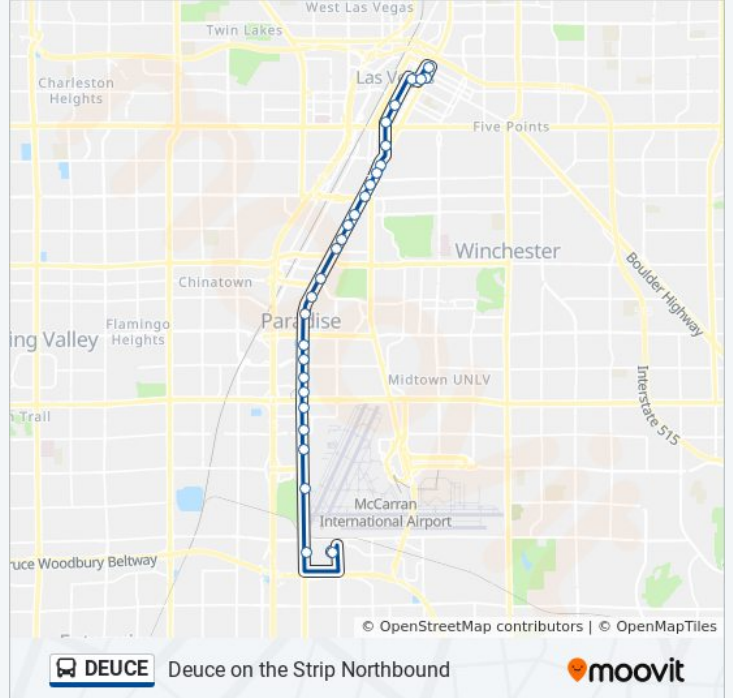 West Las Vegas
Twin Lakes
Las Ve
Charleston
Heights
Five Points
Winchester
Chinatown
Boulder Highway
Paradise
Flamingo
Heights
ing Valley
Midtown UNLV
Interstate 515
n Trail
McCarran
International Airport
ruce Woodbury Beltway
© OpenStreetMap contributors | © OpenMapTiles
DEUCE Deuce on the Strip Northbound moovit